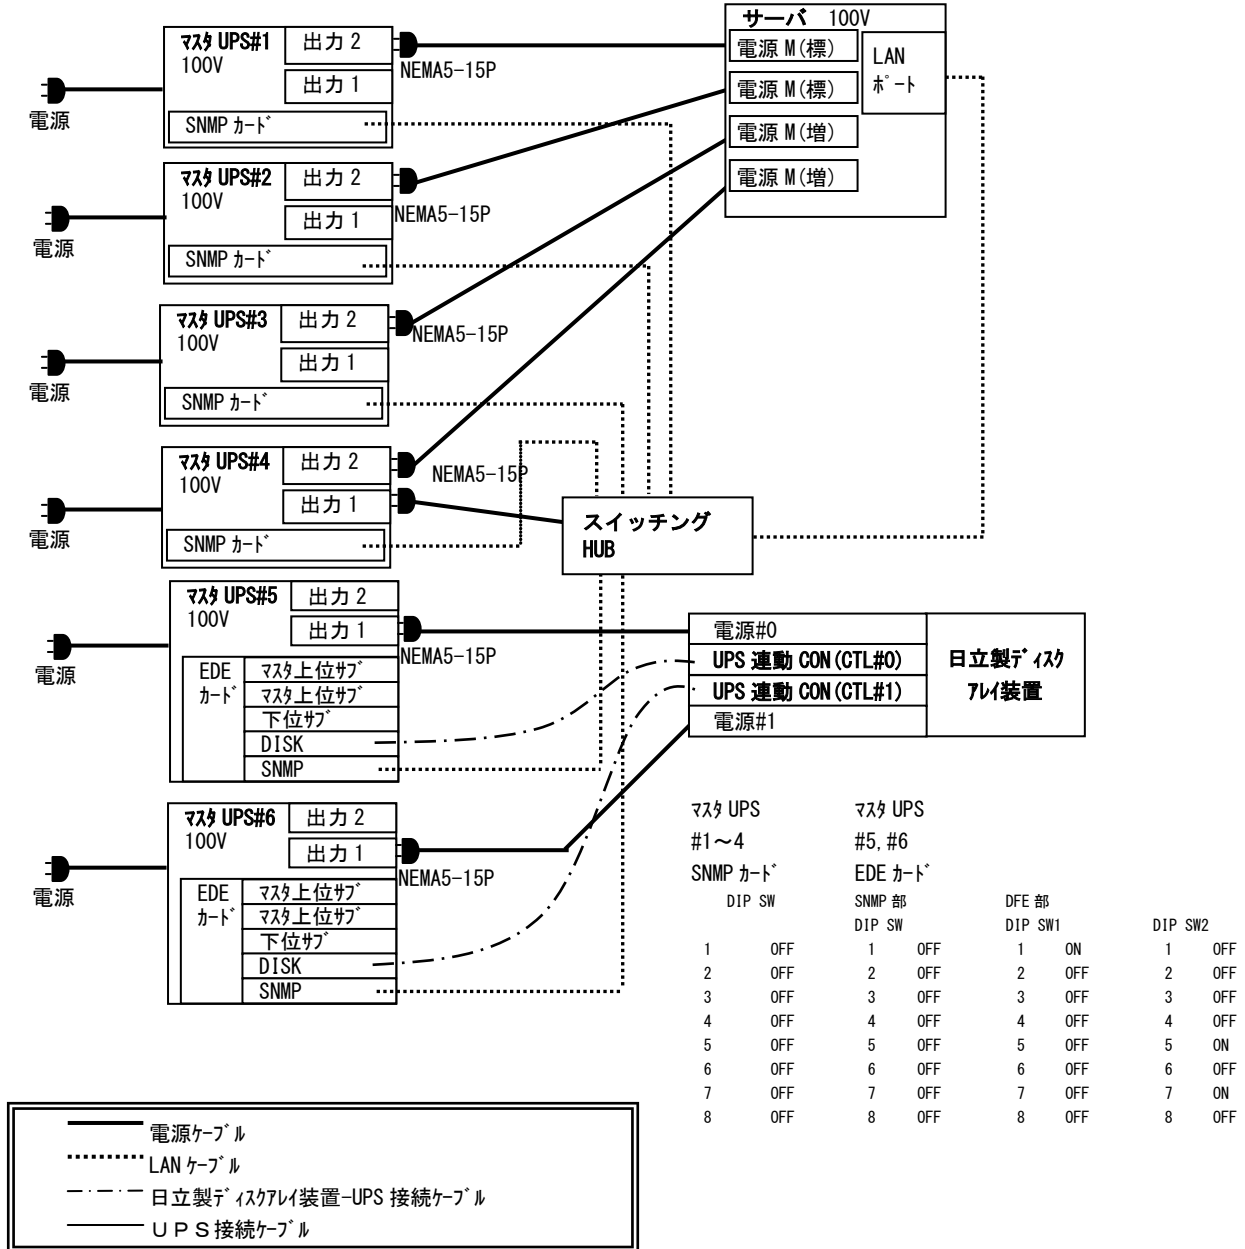 サーバ 100V
電源 M(標)
電源 M(標)
電源 M(増)
電源 M(増)
LAN
ﾎﾟｰﾄ
ﾏｽﾀ UPS#1
100V
出力 2
出力 1
SNMP ｶｰﾄﾞ
NEMA5-15P
電源
ﾏｽﾀ UPS#2
100V
出力 2
出力 1
SNMP ｶｰﾄﾞ
NEMA5-15P
電源
ﾏｽﾀ UPS#3
100V
出力 2
出力 1
SNMP ｶｰﾄﾞ
NEMA5-15P
電源
ﾏｽﾀ UPS#4
100V
出力 2
出力 1
SNMP ｶｰﾄﾞ
NEMA5-15P
電源
スイッチング
HUB
ﾏｽﾀ UPS#5
100V
出力 2
出力 1
NEMA5-15P
電源
EDE
ｶｰﾄﾞ
ﾏｽﾀ上位ｻﾌﾞ
ﾏｽﾀ上位ｻﾌﾞ
下位ｻﾌﾞ
DISK
SNMP
電源#0
UPS 連動 CON(CTL#0)
UPS 連動 CON(CTL#1)
電源#1
日立製ﾃﾞｨｽｸ
ｱﾚｲ装置
ﾏｽﾀ UPS#6
100V
出力 2
出力 1
NEMA5-15P
電源
EDE
ｶｰﾄﾞ
ﾏｽﾀ上位ｻﾌﾞ
ﾏｽﾀ上位ｻﾌﾞ
下位ｻﾌﾞ
DISK
SNMP
ﾏｽﾀ UPS ﾏｽﾀ UPS
#1～4 #5,#6
SNMP ｶｰﾄﾞ EDE ｶｰﾄﾞ
DIP SW SNMP 部 DFE 部
DIP SW DIP SW1 DIP SW2
1 OFF 1 OFF 1 ON 1 OFF
2 OFF 2 OFF 2 OFF 2 OFF
3 OFF 3 OFF 3 OFF 3 OFF
4 OFF 4 OFF 4 OFF 4 OFF
5 OFF 5 OFF 5 OFF 5 ON
6 OFF 6 OFF 6 OFF 6 OFF
7 OFF 7 OFF 7 OFF 7 ON
8 OFF 8 OFF 8 OFF 8 OFF
電源ｹｰﾌﾞﾙ
LAN ｹｰﾌﾞﾙ
日立製ﾃﾞｨｽｸｱﾚｲ装置-UPS 接続ｹｰﾌﾞﾙ
ＵＰＳ接続ｹｰﾌﾞﾙ